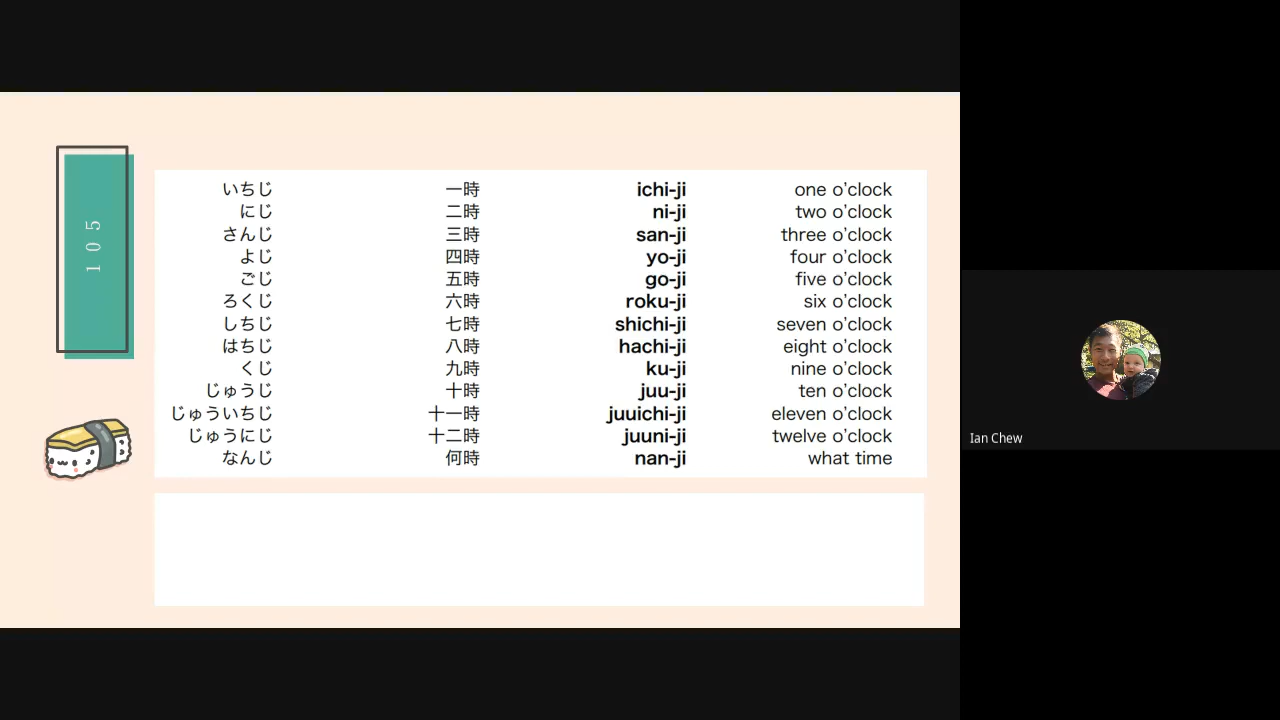 105
いちじ 一時 ichi-ji one o’clock
にじ 二時 ni-ji two o’clock
さんじ 三時 san-ji three o’clock
よじ 四時 yo-ji four o’clock
ごじ 五時 go-ji five o’clock
ろくじ 六時 roku-ji six o’clock
しちじ 七時 shichi-ji seven o’clock
はちじ 八時 hachi-ji eight o’clock
くじ 九時 ku-ji nine o’clock
じゅうじ 十時 juu-ji ten o’clock
じゅういちじ 十一時 juuichi-ji eleven o’clock
じゅうにじ 十二時 juuni-ji twelve o’clock
なんじ 何時 nan-ji what time
Ian Chew